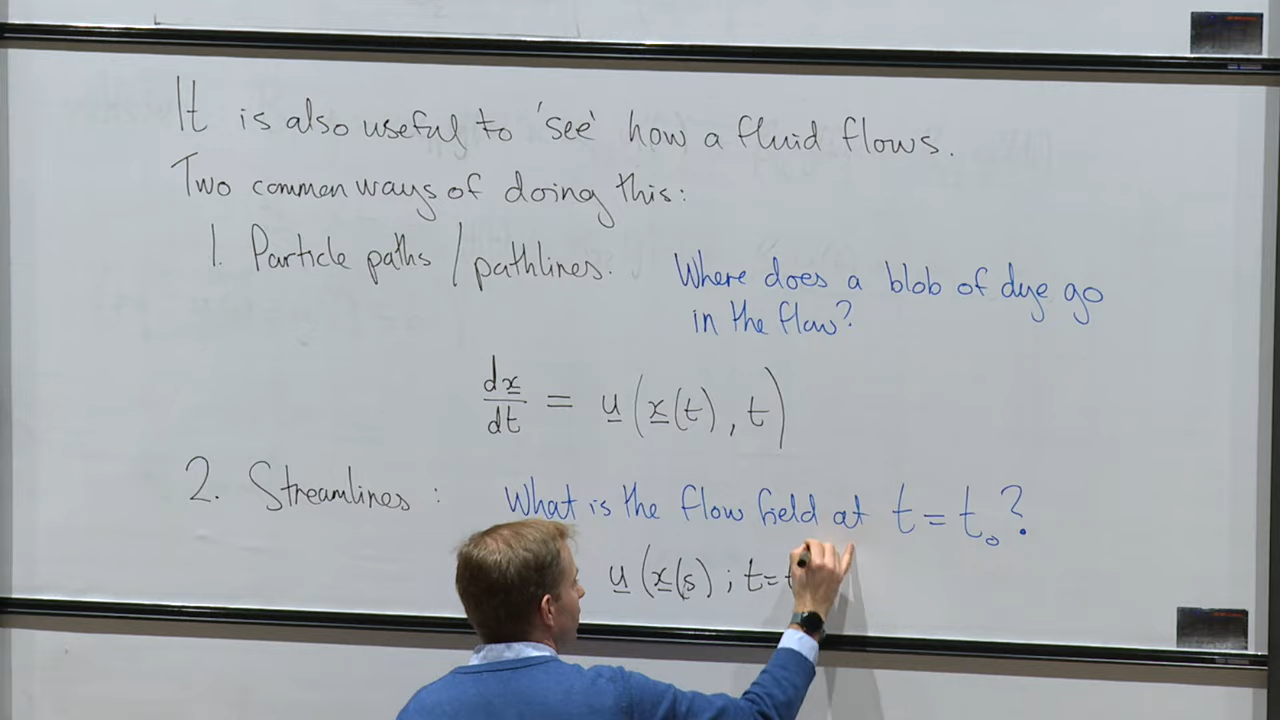 It is also useful to 'see' how a fluid flows.
Two common ways of doing this:
1. Particle paths / pathlines.
Where does a blob of dye go
in the flow?
dx/dt = u(x(t), t)
2. Streamlines :
What is the flow field at t = t₀?
u(x(s) ; t=